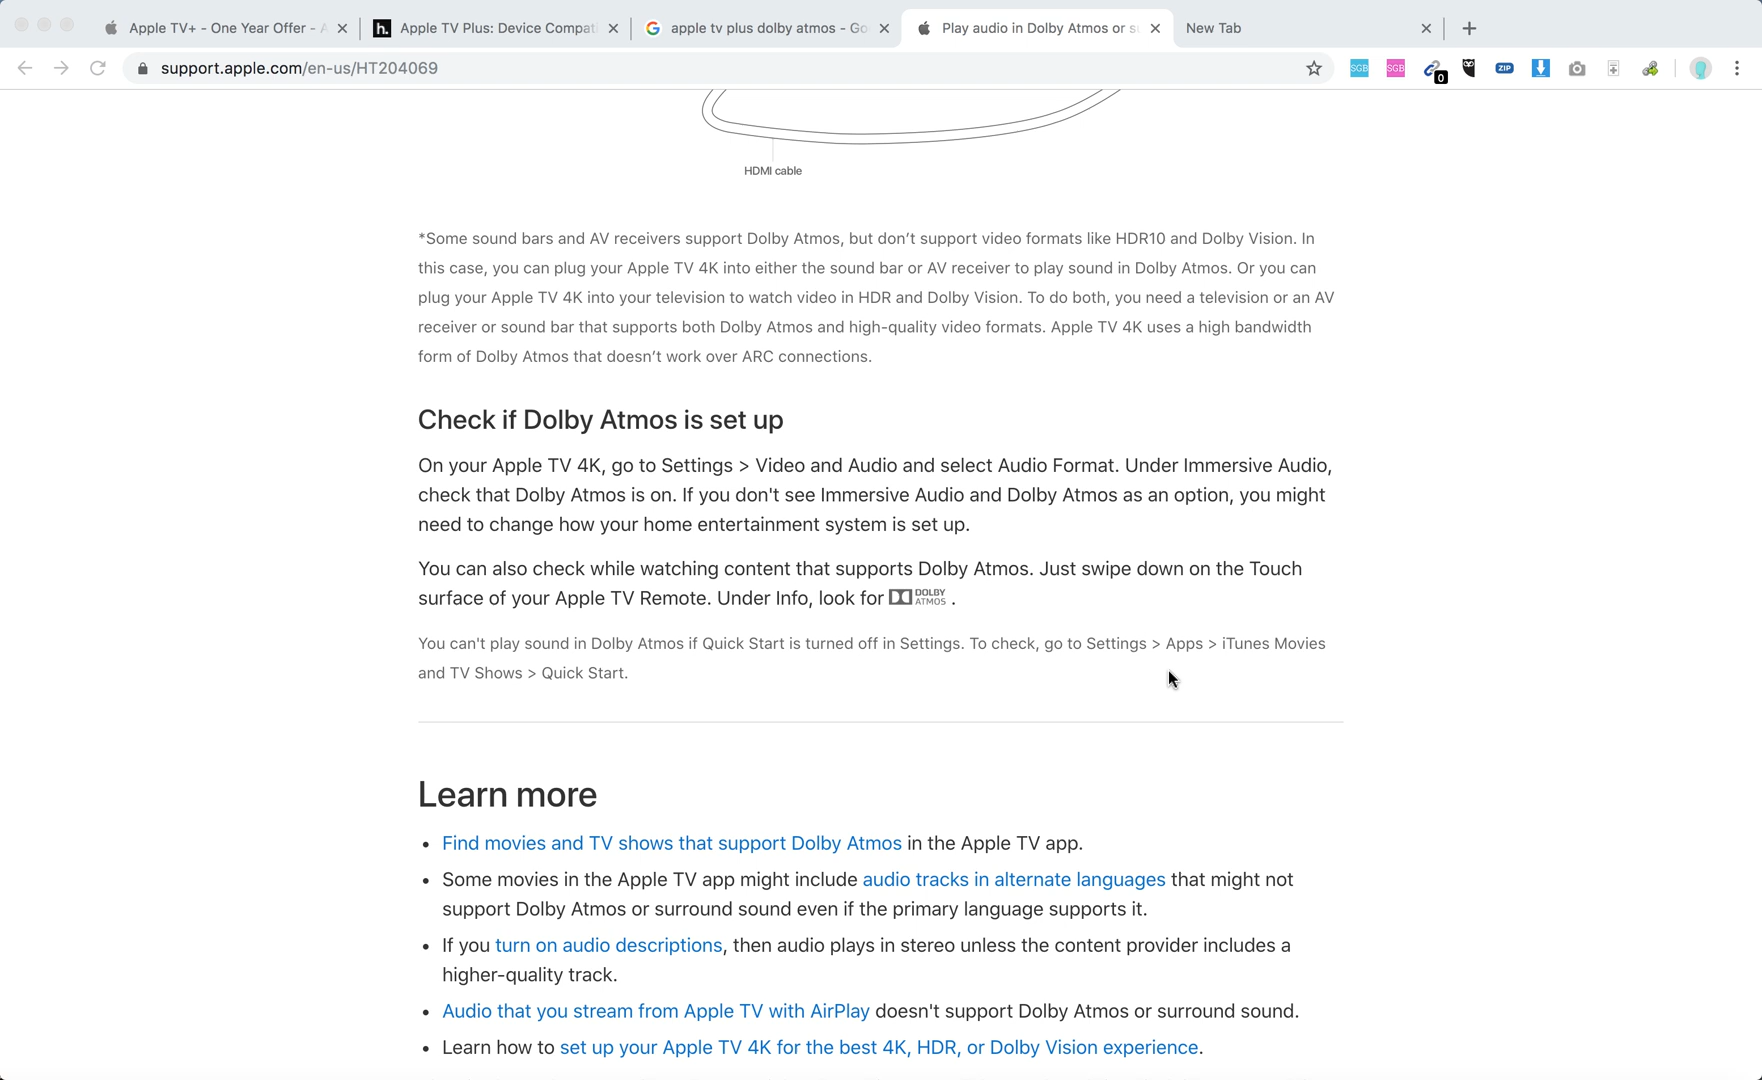 Apple TV+ - One Year Offer - A
Apple TV Plus: Device Compati
apple tv plus dolby atmos - Go
Play audio in Dolby Atmos or su
New Tab
support.apple.com/en-us/HT204069
SGB
SGB
0
ZIP
HDMI cable
*Some sound bars and AV receivers support Dolby Atmos, but don’t support video formats like HDR10 and Dolby Vision. In
this case, you can plug your Apple TV 4K into either the sound bar or AV receiver to play sound in Dolby Atmos. Or you can
plug your Apple TV 4K into your television to watch video in HDR and Dolby Vision. To do both, you need a television or an AV
receiver or sound bar that supports both Dolby Atmos and high-quality video formats. Apple TV 4K uses a high bandwidth
form of Dolby Atmos that doesn’t work over ARC connections.
Check if Dolby Atmos is set up
On your Apple TV 4K, go to Settings > Video and Audio and select Audio Format. Under Immersive Audio,
check that Dolby Atmos is on. If you don't see Immersive Audio and Dolby Atmos as an option, you might
need to change how your home entertainment system is set up.
You can also check while watching content that supports Dolby Atmos. Just swipe down on the Touch
surface of your Apple TV Remote. Under Info, look for DOLBY ATMOS .
You can't play sound in Dolby Atmos if Quick Start is turned off in Settings. To check, go to Settings > Apps > iTunes Movies
and TV Shows > Quick Start.
Learn more
• Find movies and TV shows that support Dolby Atmos in the Apple TV app.
• Some movies in the Apple TV app might include audio tracks in alternate languages that might not
support Dolby Atmos or surround sound even if the primary language supports it.
• If you turn on audio descriptions, then audio plays in stereo unless the content provider includes a
higher-quality track.
• Audio that you stream from Apple TV with AirPlay doesn't support Dolby Atmos or surround sound.
• Learn how to set up your Apple TV 4K for the best 4K, HDR, or Dolby Vision experience.